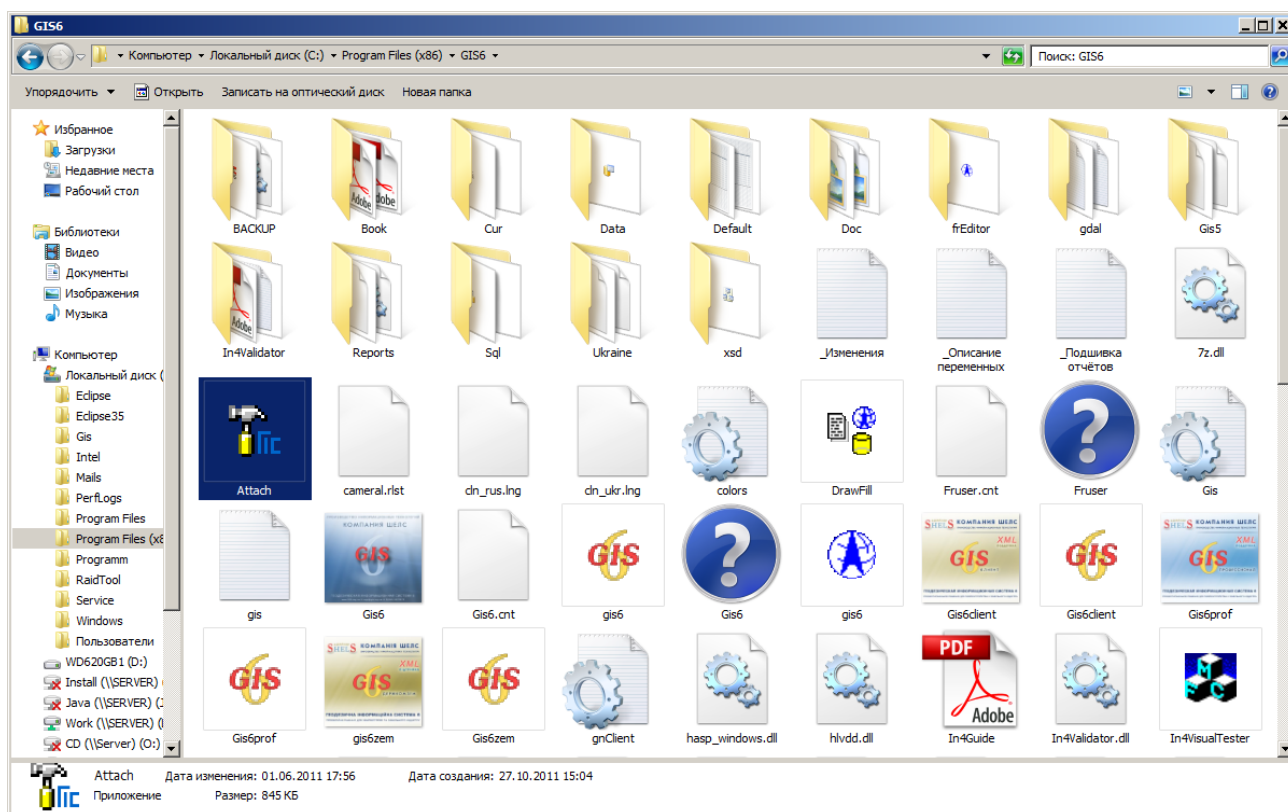 GIS6
Компьютер Локальный диск (C:) Program Files (x86) GIS6
Поиск: GIS6
Упорядочить Открыть Записать на оптический диск Новая папка
Избранное
Загрузки
Недавние места
Рабочий стол
Библиотеки
Видео
Документы
Изображения
Музыка
Компьютер
Локальный диск (
Eclipse
Eclipse35
Gis
Intel
Mails
PerfLogs
Program Files
Program Files (x8
Programm
RaidTool
Service
Windows
Пользователи
WD620GB1 (D:)
Install (\\SERVER) (
Java (\\SERVER) (J
Work (\\SERVER) (
CD (\\Server) (O:)
BACKUP Book Cur Data Default Doc frEditor gdal Gis5
In4Validator Reports Sql Ukraine xsd _Изменения _Описание переменных _Подшивка отчётов 7z.dll
Attach cameral.rlst cln_rus.lng cln_ukr.lng colors DrawFill Fruser.cnt Fruser Gis
gis Gis6 Gis6.cnt gis6 Gis6 gis6 Gis6client Gis6client Gis6prof
Gis6prof gis6zem Gis6zem gnClient hasp_windows.dll hlvdd.dll In4Guide In4Validator.dll In4VisualTester
Attach Дата изменения: 01.06.2011 17:56 Дата создания: 27.10.2011 15:04
Приложение Размер: 845 КБ